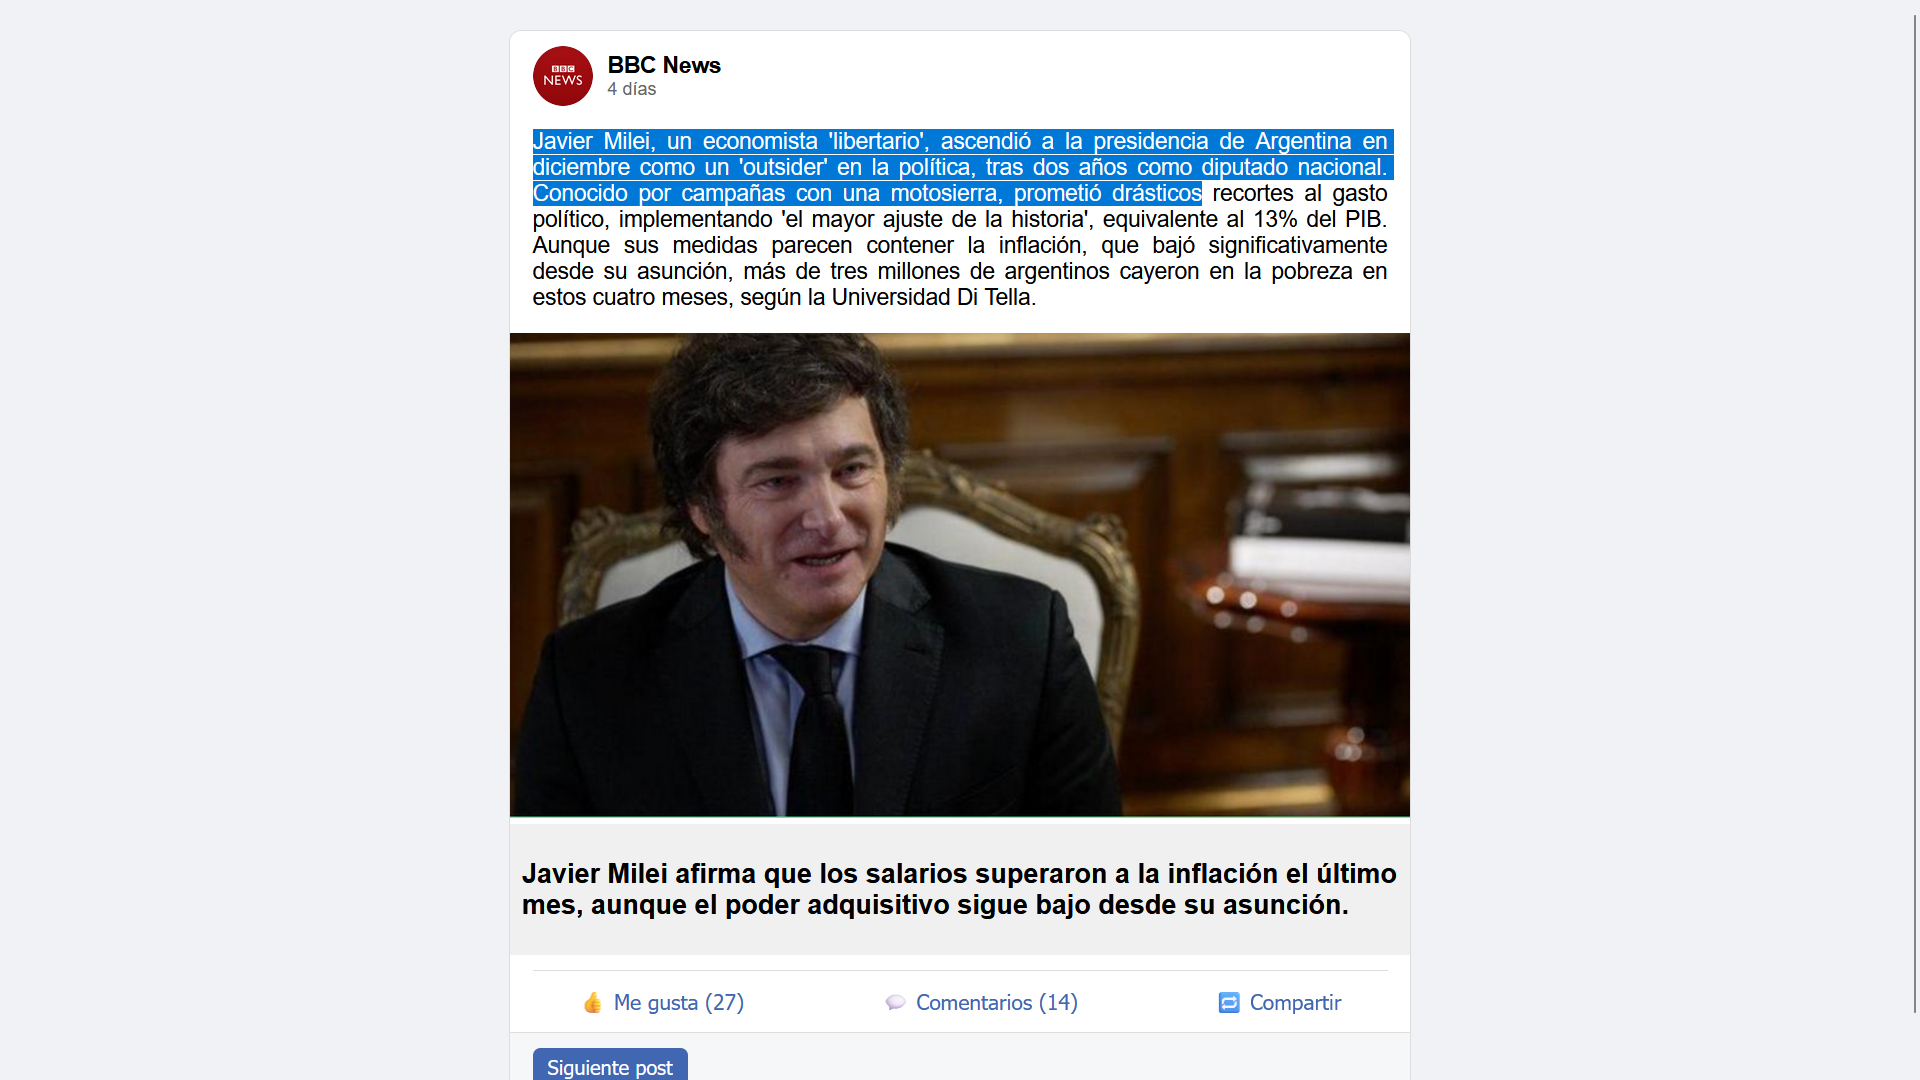 BBC
NEWS
BBC News
4 días
Javier Milei, un economista 'libertario', ascendió a la presidencia de Argentina en
diciembre como un 'outsider' en la política, tras dos años como diputado nacional.
Conocido por campañas con una motosierra, prometió drásticos recortes al gasto
político, implementando 'el mayor ajuste de la historia', equivalente al 13% del PIB.
Aunque sus medidas parecen contener la inflación, que bajó significativamente
desde su asunción, más de tres millones de argentinos cayeron en la pobreza en
estos cuatro meses, según la Universidad Di Tella.
Javier Milei afirma que los salarios superaron a la inflación el último
mes, aunque el poder adquisitivo sigue bajo desde su asunción.
Me gusta (27) Comentarios (14) Compartir
Siguiente post